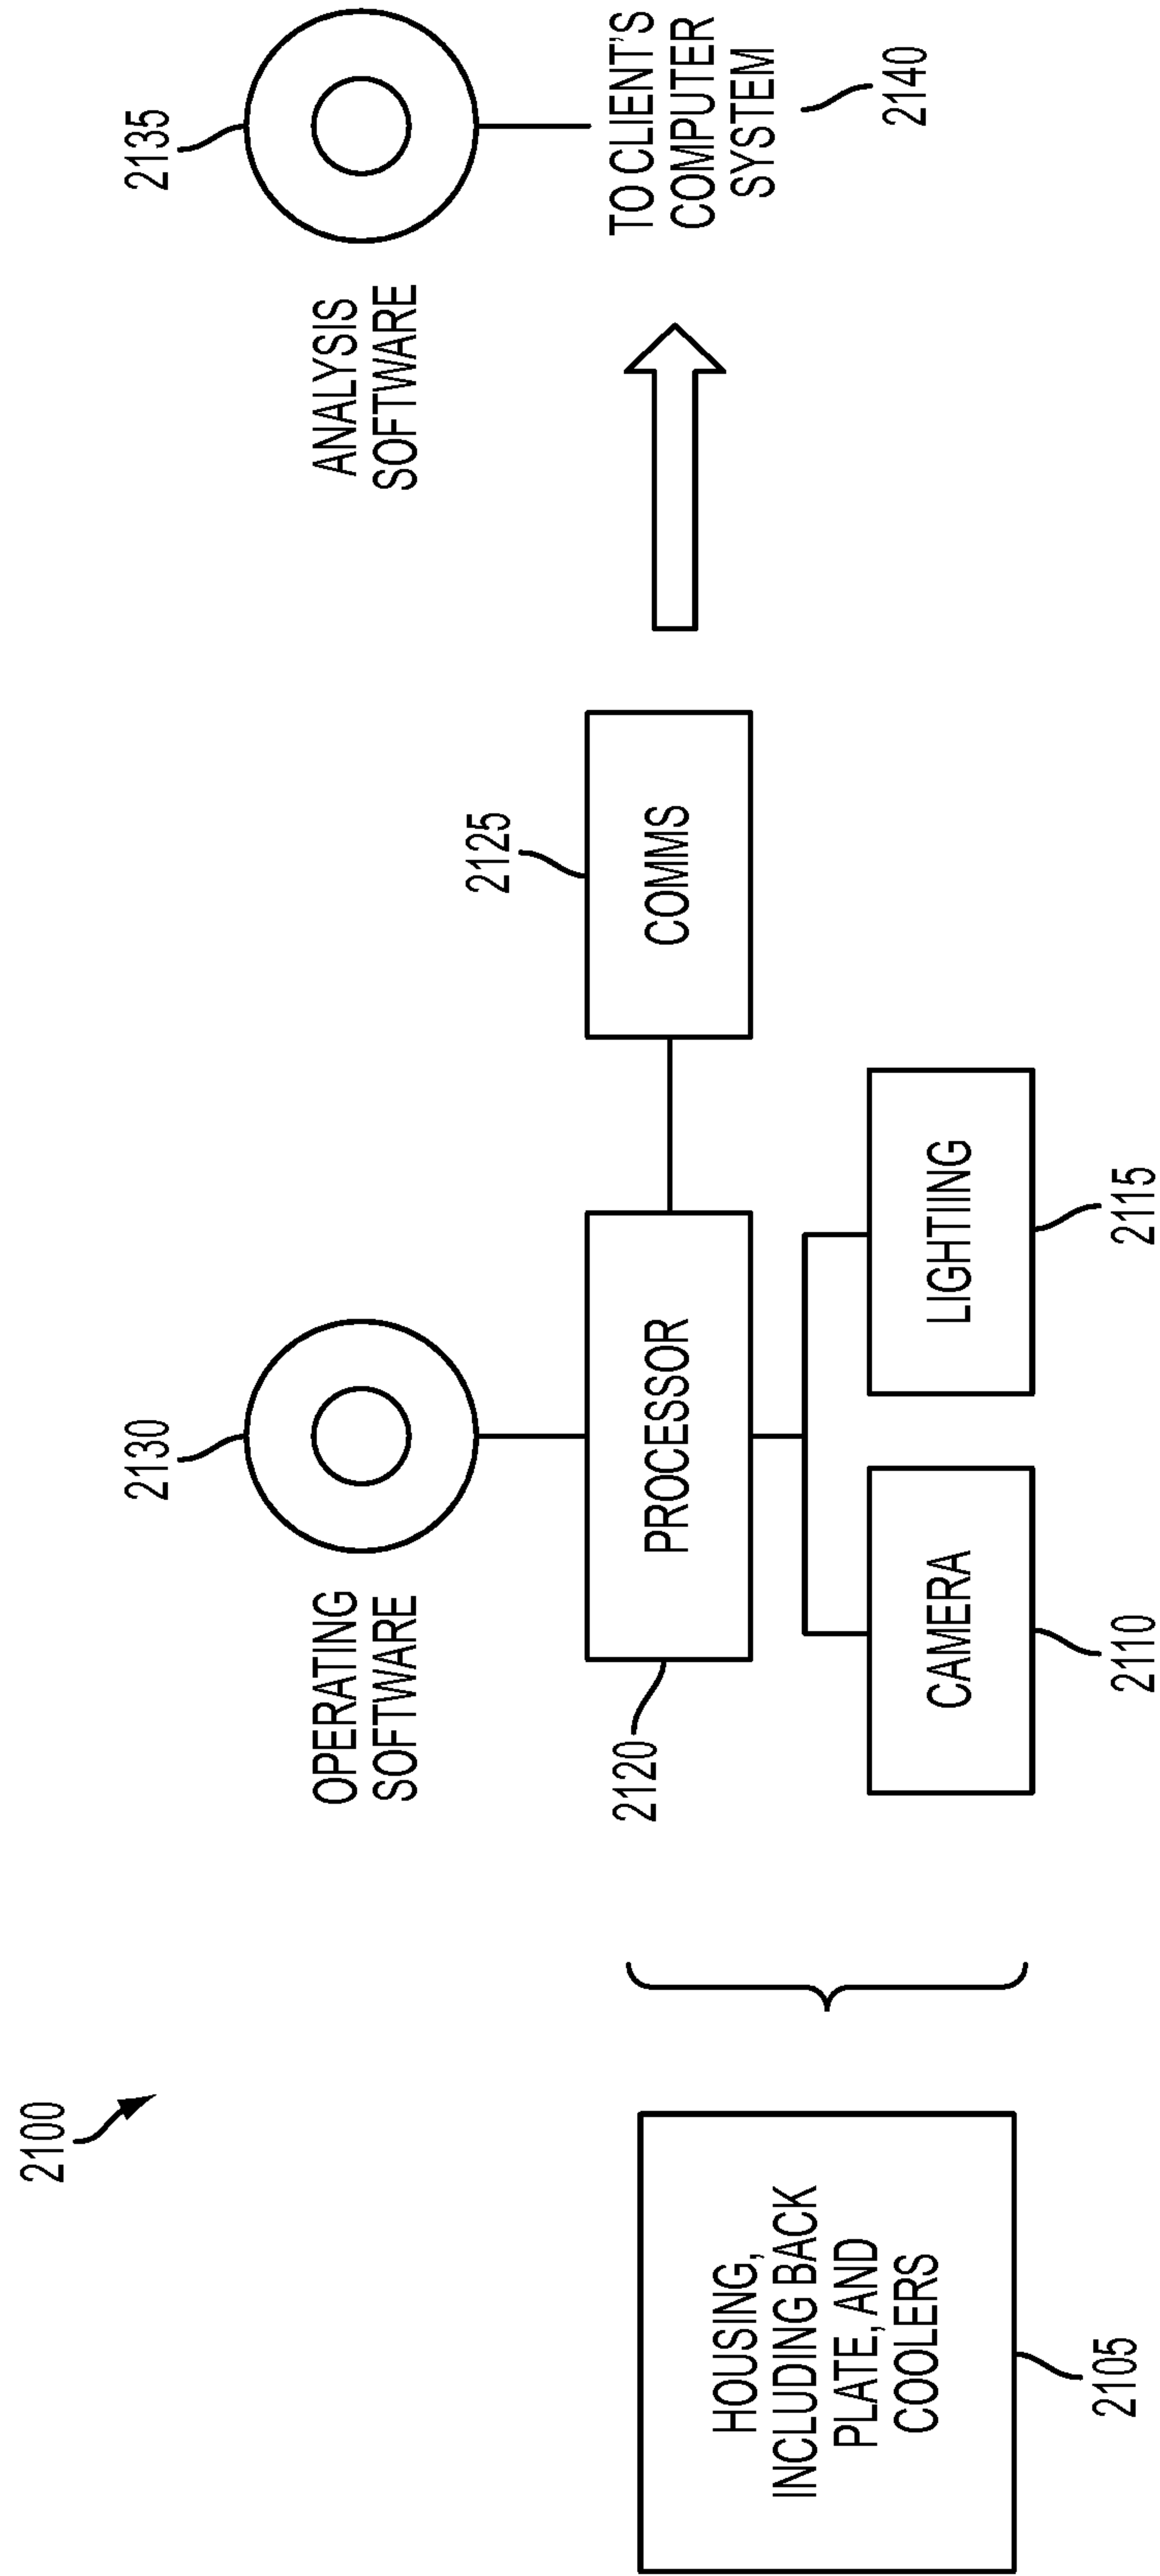 2100
2130
2135
OPERATING
SOFTWARE
ANALYSIS
SOFTWARE
2125
2120
PROCESSOR
COMMS
TO CLIENT'S
COMPUTER
SYSTEM
2140
HOUSING,
INCLUDING BACK
PLATE, AND
COOLERS
CAMERA
LIGHTIING
2105
2110
2115